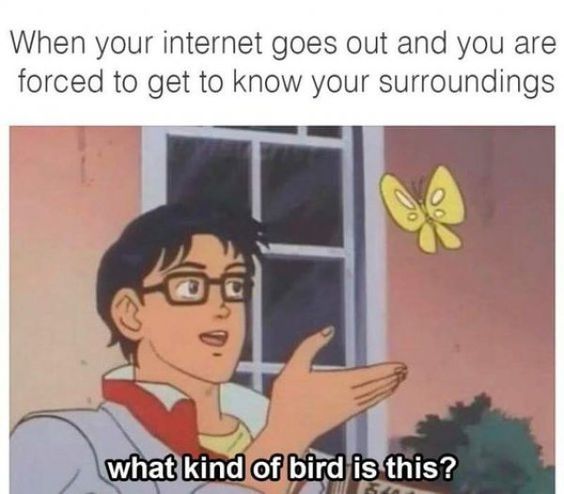 When your internet goes out and you are
forced to get to know your surroundings
what kind of bird is this?